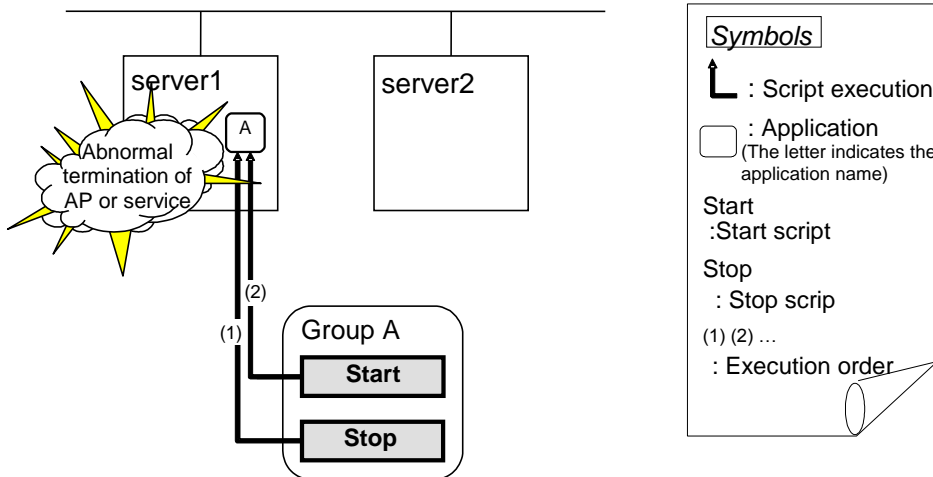 server1
server2
A
Abnormal
termination of
AP or service
(2)
(1)
Group A
Start
Stop
Symbols
: Script execution
: Application
(The letter indicates the
application name)
Start
:Start script
Stop
: Stop scrip
(1) (2) …
: Execution order